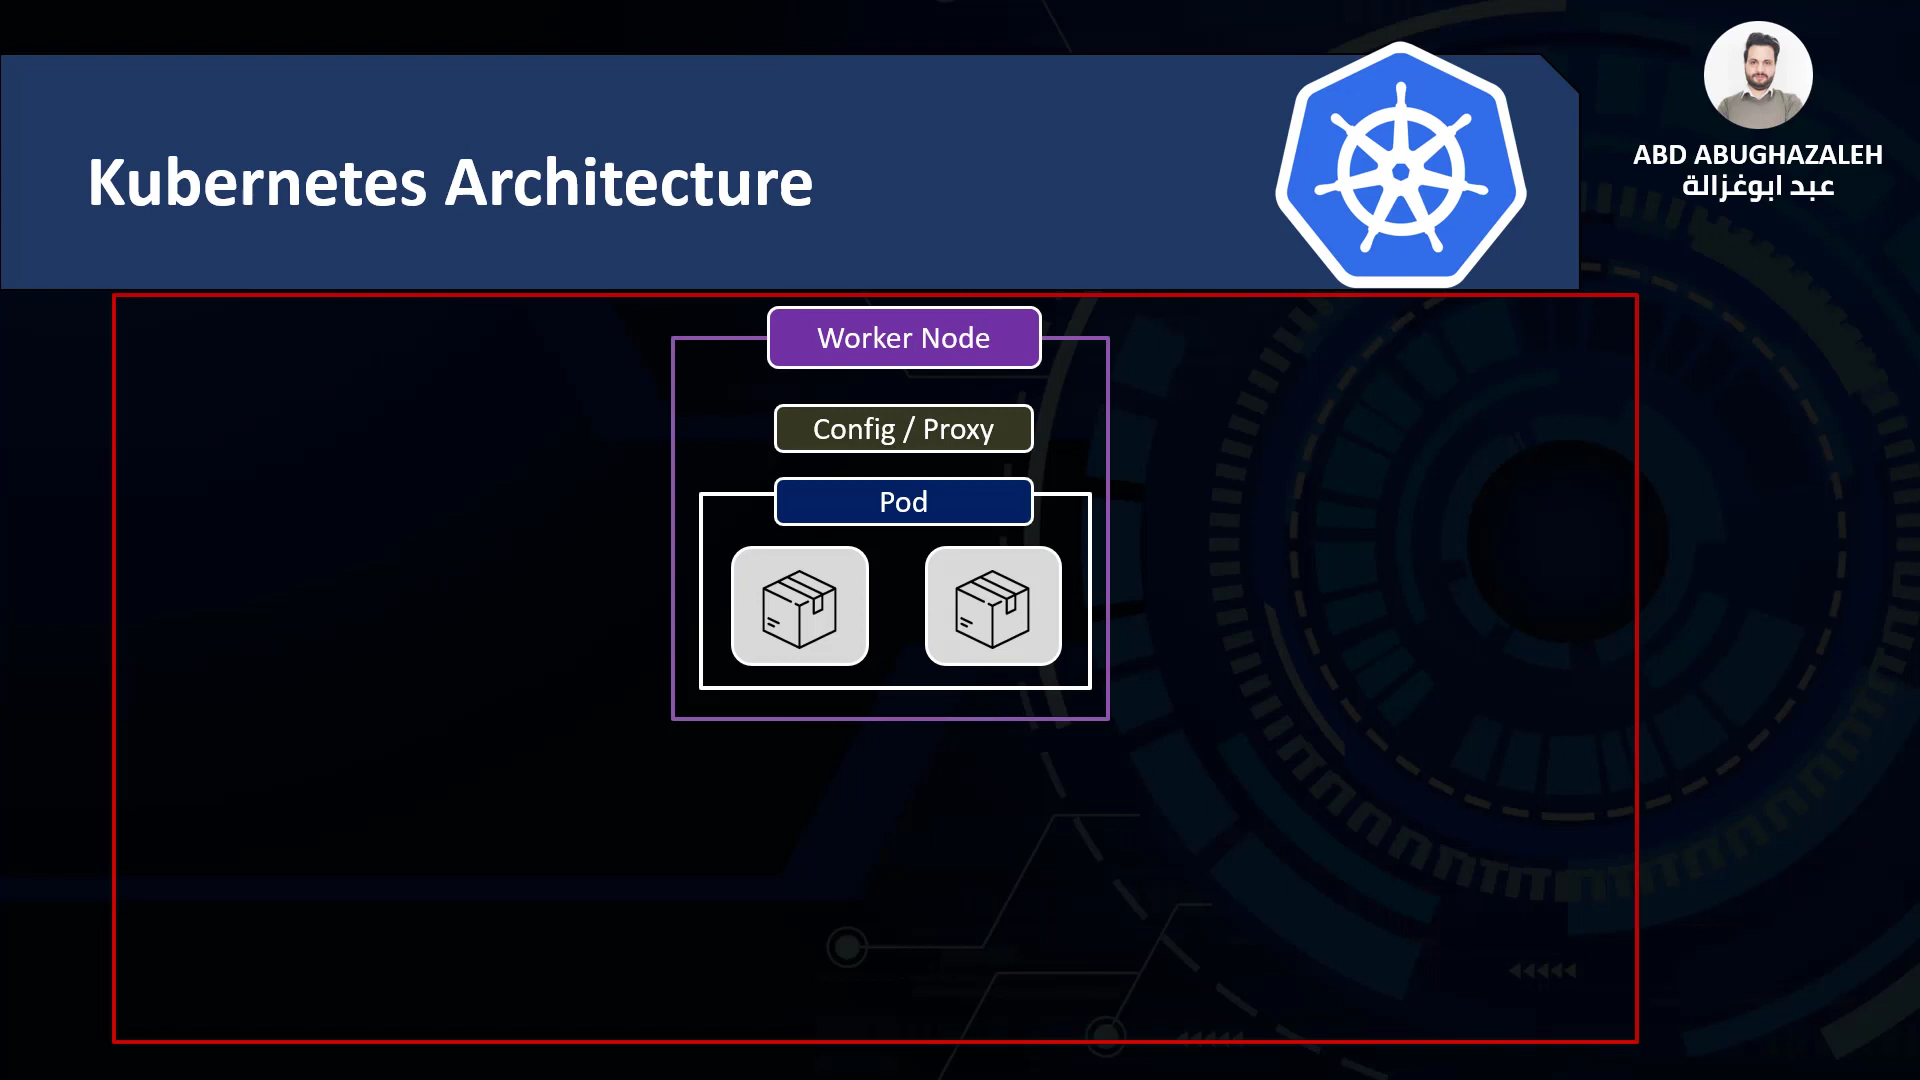 Kubernetes Architecture
ABD ABUGHAZALEH
عبد ابوغزالة
Worker Node
Config / Proxy
Pod